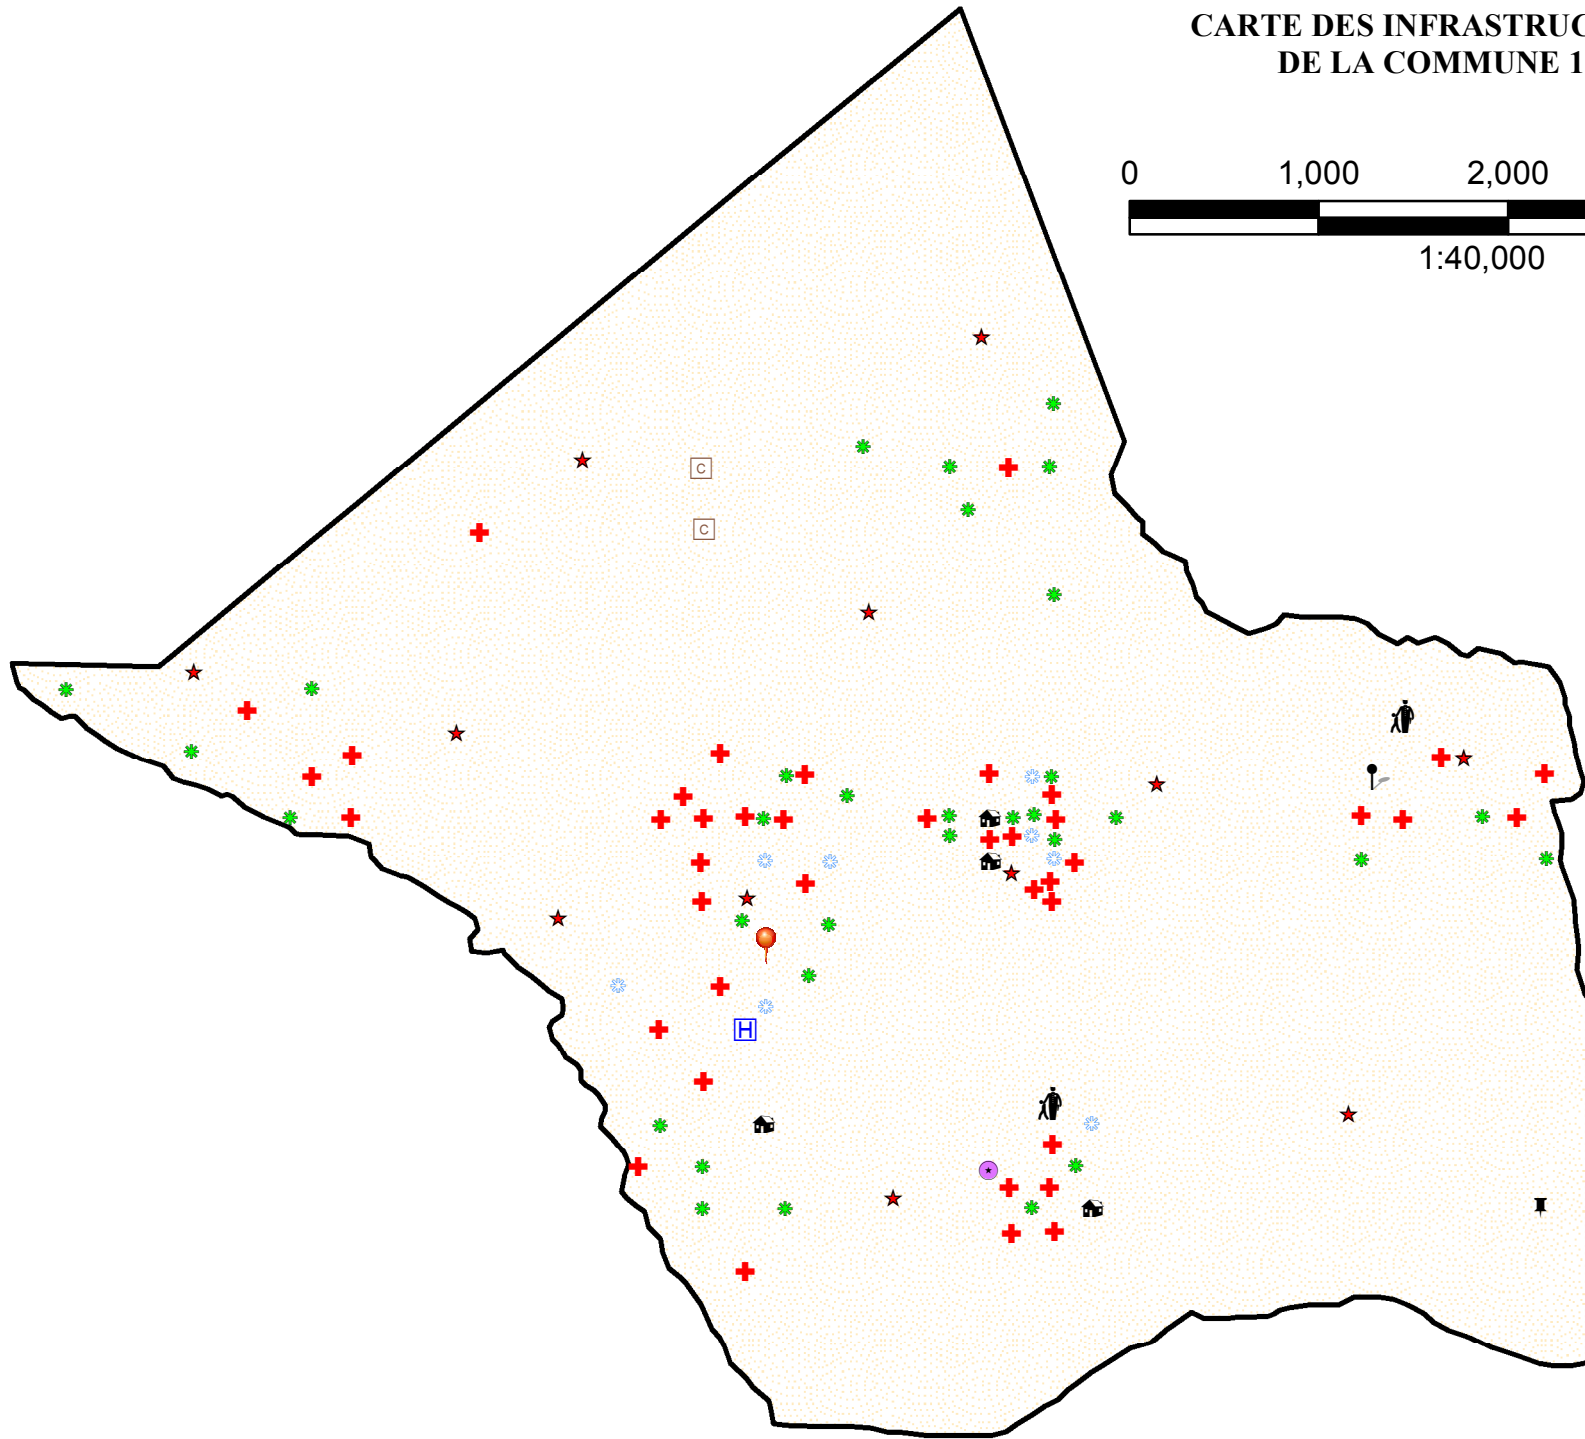 CARTE DES INFRASTRUC
DE LA COMMUNE 1
0 1,000 2,000
1:40,000
C
C
H